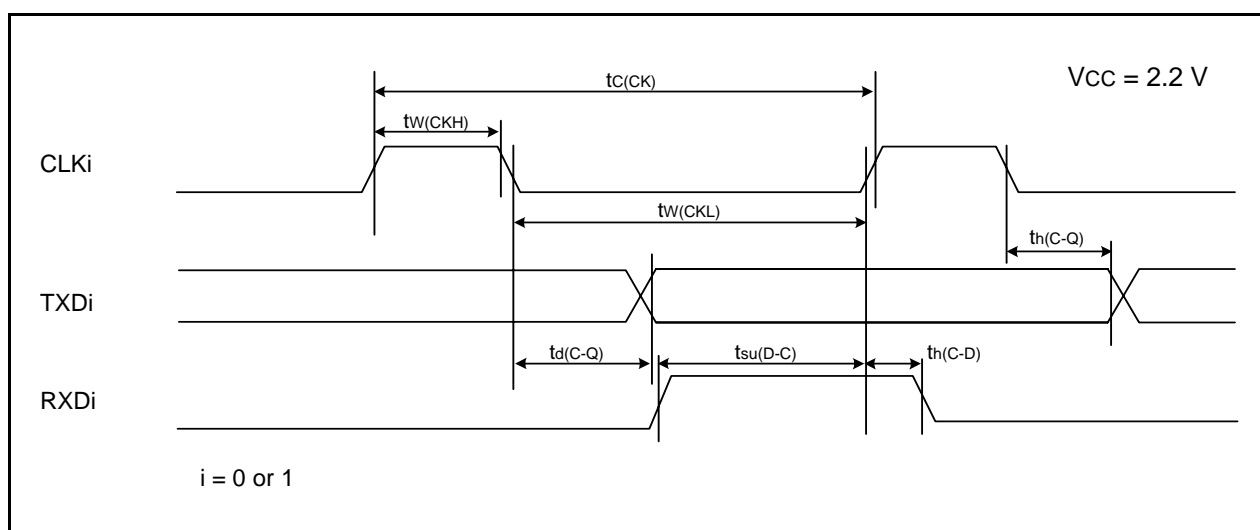 tC(CK)
VCC = 2.2 V
tW(CKH)
CLKi
tW(CKL)
th(C-Q)
TXDi
td(C-Q)
tsu(D-C)
th(C-D)
RXDi
i = 0 or 1